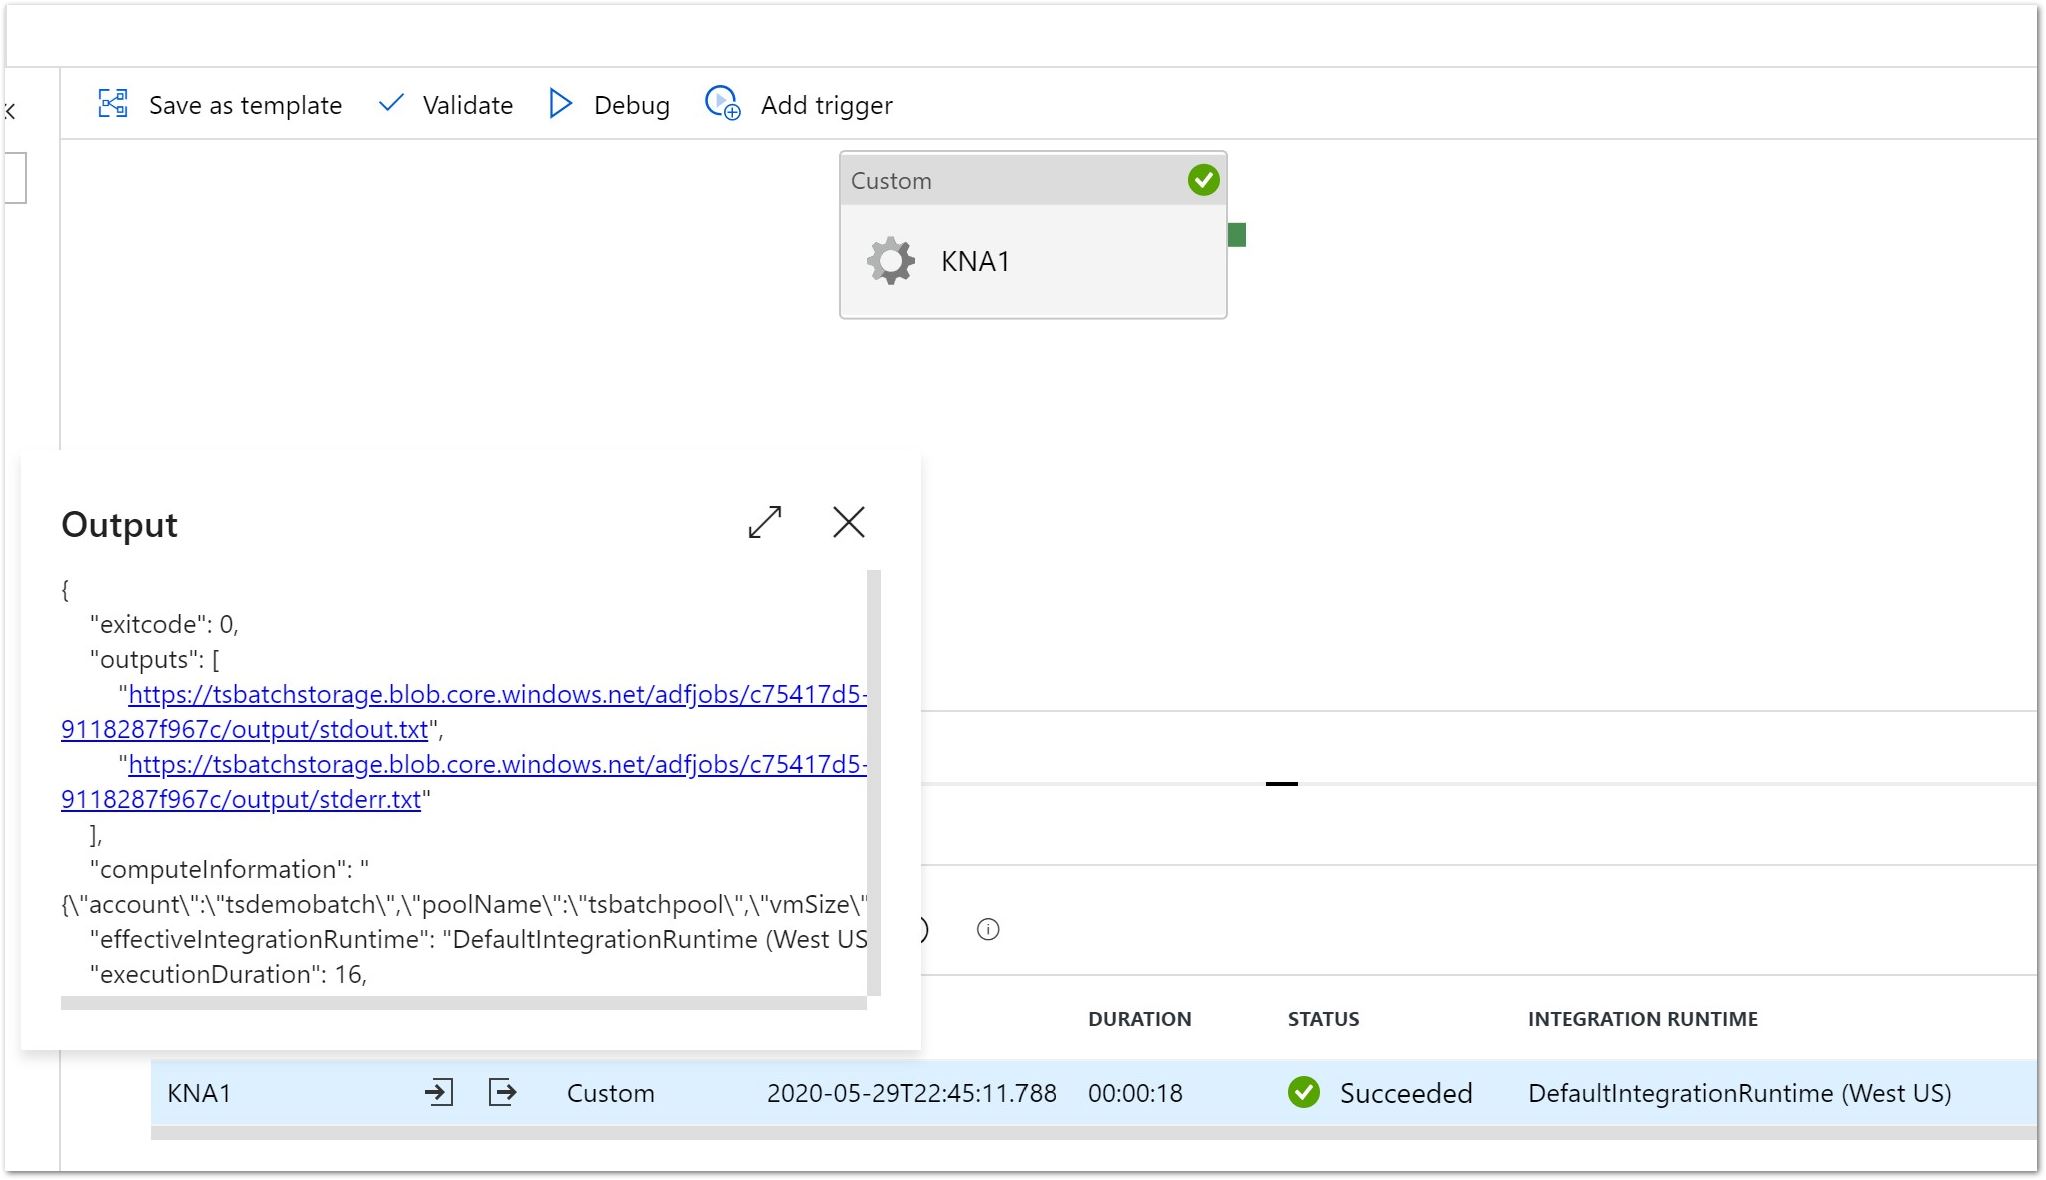 Save as template Validate Debug Add trigger
Custom
KNA1
Output
{
"exitcode": 0,
"outputs": [
"https://tsbatchstorage.blob.core.windows.net/adfjobs/c75417d5-
9118287f967c/output/stdout.txt",
"https://tsbatchstorage.blob.core.windows.net/adfjobs/c75417d5-
9118287f967c/output/stderr.txt"
],
"computeInformation": "
{\"account\":\"tsdemobatch\",\"poolName\":\"tsbatchpool\",\"vmSize\"
"effectiveIntegrationRuntime": "DefaultIntegrationRuntime (West US
"executionDuration": 16,
DURATION STATUS INTEGRATION RUNTIME
KNA1 Custom 2020-05-29T22:45:11.788 00:00:18 Succeeded DefaultIntegrationRuntime (West US)